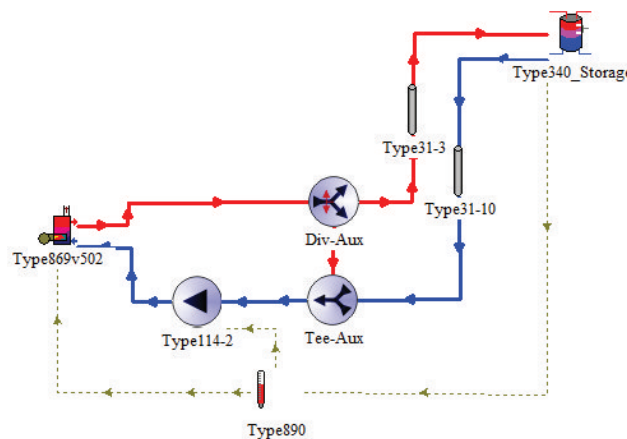 Type340_Storage
Type31-3
Type31-10
Div-Aux
Type869v502
Type114-2
Tee-Aux
Type890